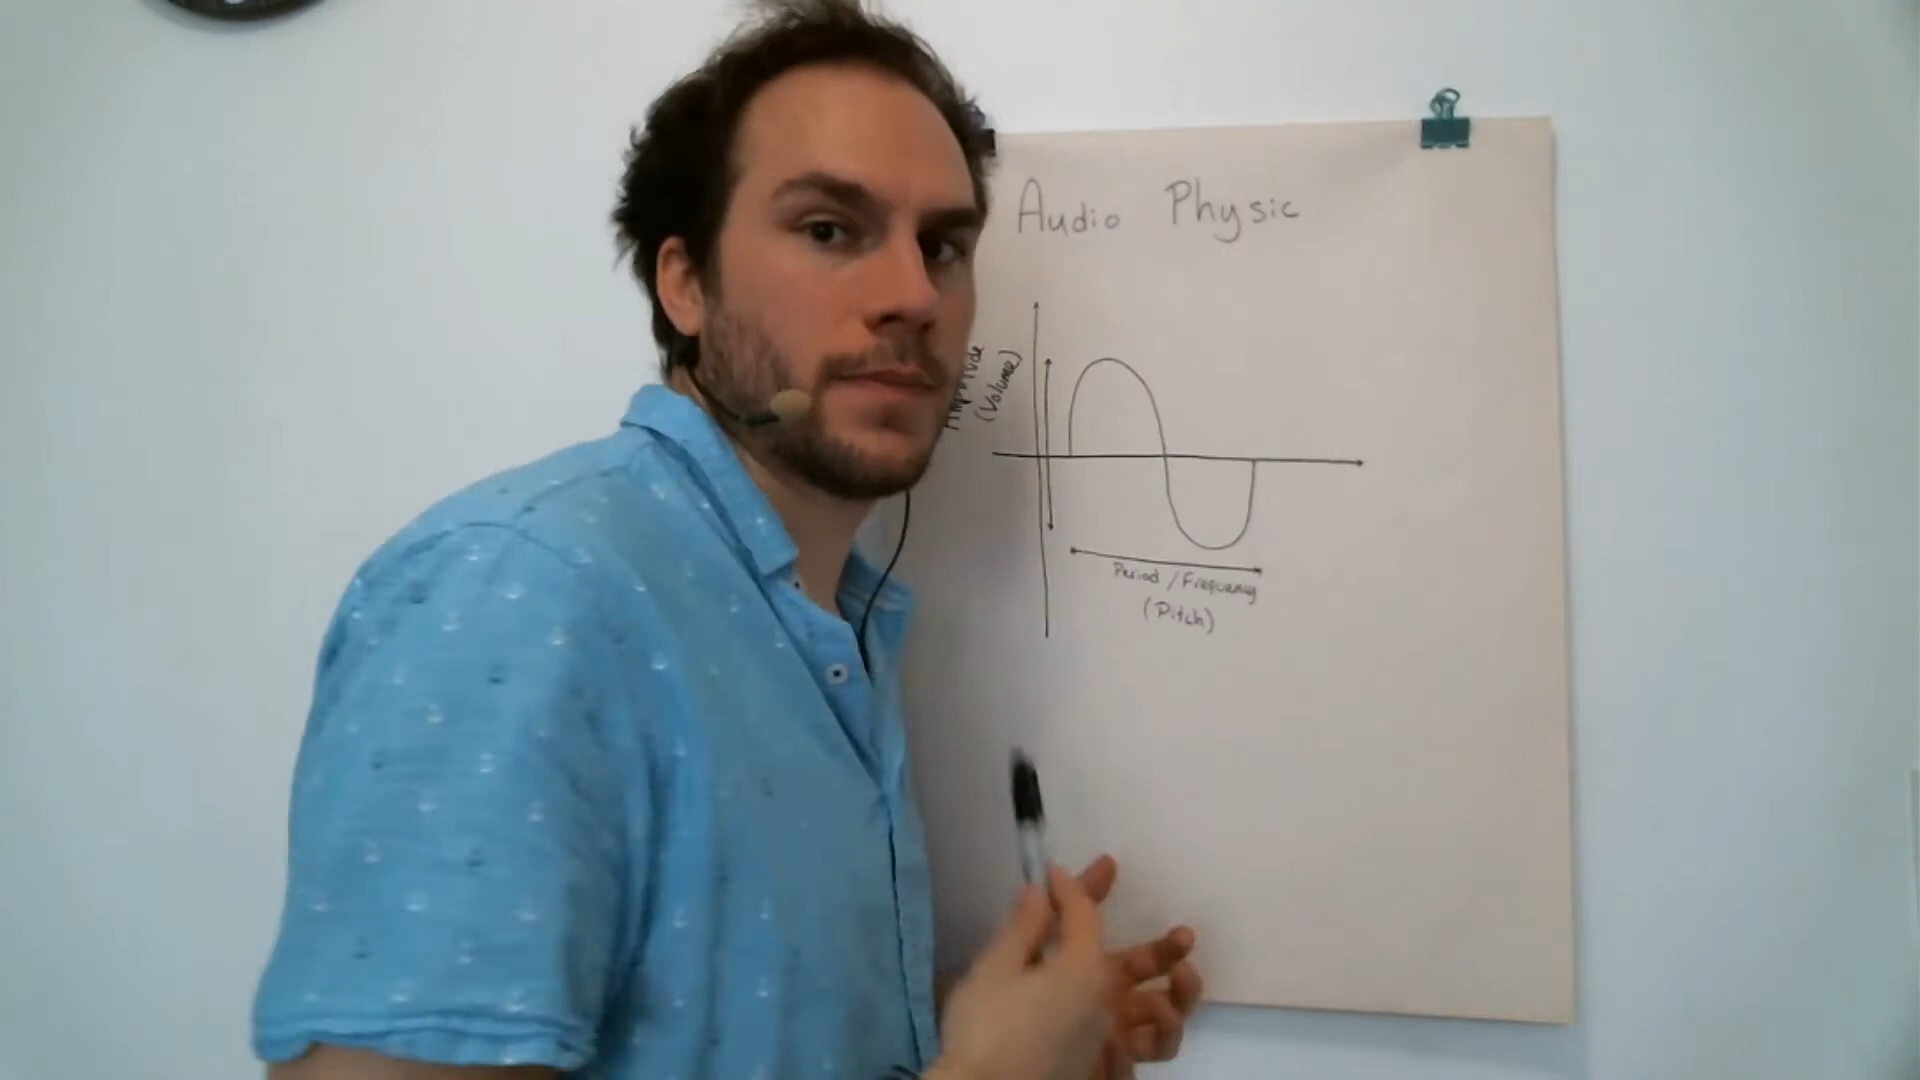 Audio Physic
Amplitude
(Volume)
Period / Frequency
(Pitch)